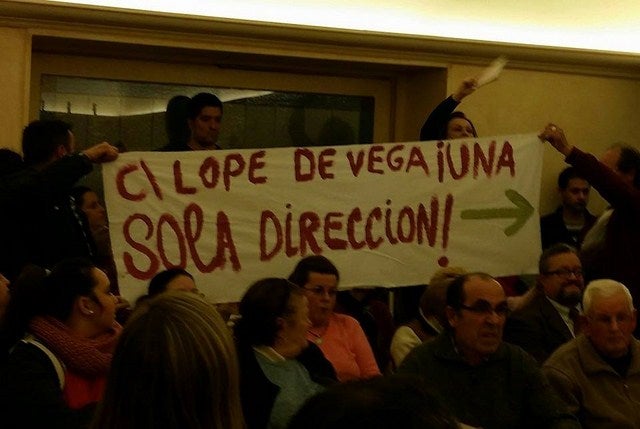 C\ LOPE DE VEGA ¡UNA
SOLA DIRECCION!